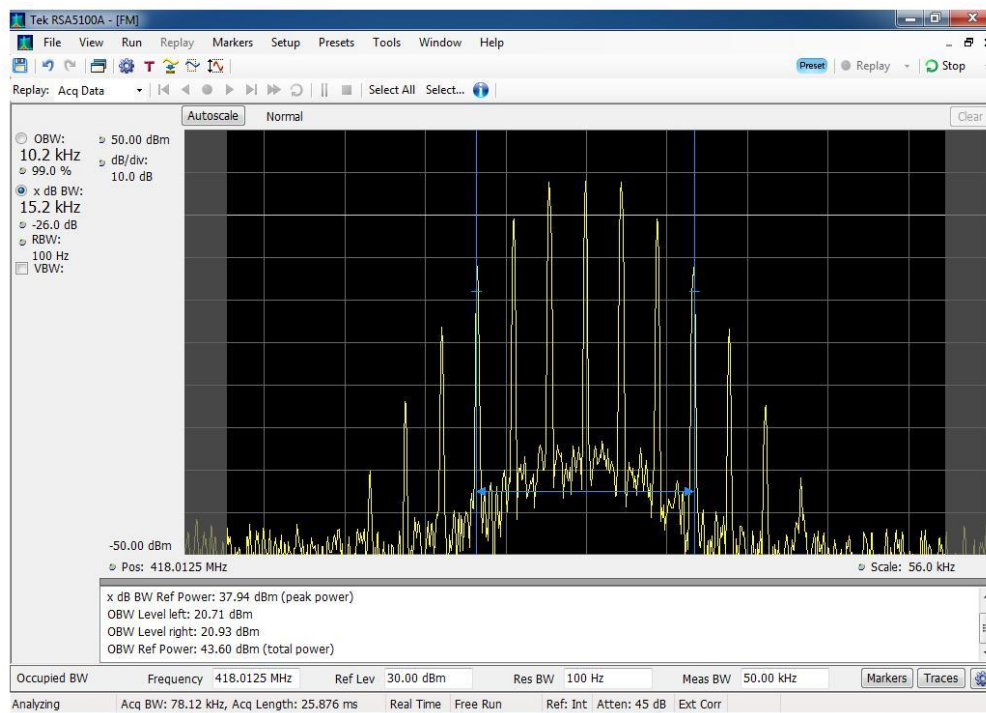 Tek RSA5100A - [FM]
File View Run Replay Markers Setup Presets Tools Window Help
T Preset Replay Stop
Replay: Acq Data Select All Select...
Autoscale Normal Clear
OBW:
10.2 kHz
99.0 %
x dB BW:
15.2 kHz
-26.0 dB
RBW:
100 Hz
VBW:
50.00 dBm
dB/div:
10.0 dB
-50.00 dBm
Pos: 418.0125 MHz Scale: 56.0 kHz
x dB BW Ref Power: 37.94 dBm (peak power)
OBW Level left: 20.71 dBm
OBW Level right: 20.93 dBm
OBW Ref Power: 43.60 dBm (total power)
Occupied BW Frequency 418.0125 MHz Ref Lev 30.00 dBm Res BW 100 Hz Meas BW 50.00 kHz Markers Traces
Analyzing Acq BW: 78.12 kHz, Acq Length: 25.876 ms Real Time Free Run Ref: Int Atten: 45 dB Ext Corr